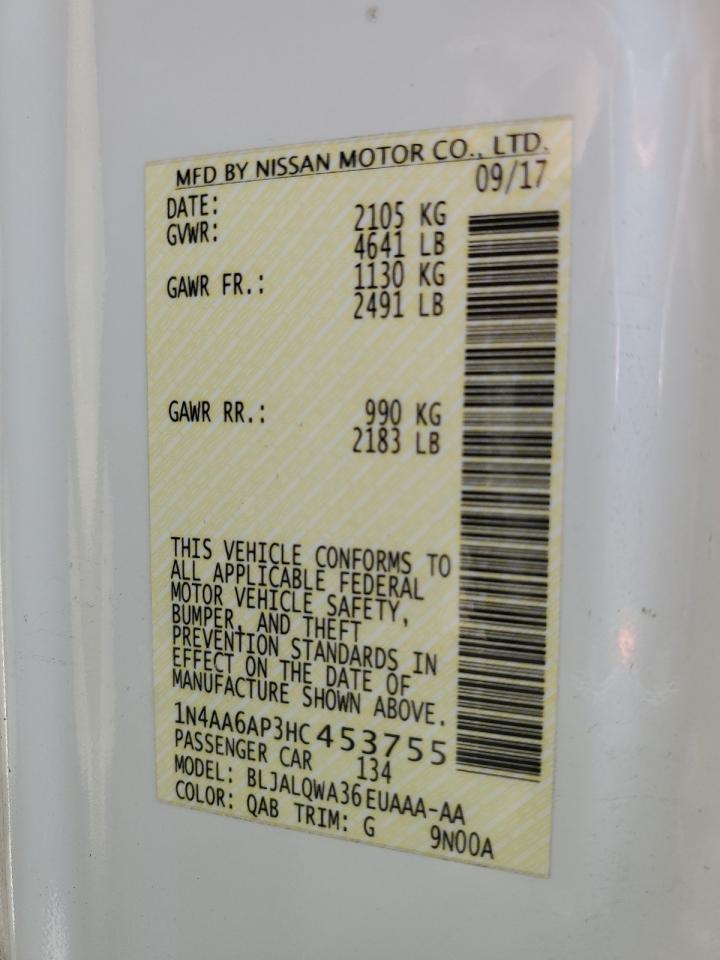 MFD BY NISSAN MOTOR CO., LTD.
DATE: 09/17
GVWR: 2105 KG
4641 LB
GAWR FR.: 1130 KG
2491 LB
GAWR RR.: 990 KG
2183 LB
THIS VEHICLE CONFORMS TO
ALL APPLICABLE FEDERAL
MOTOR VEHICLE SAFETY,
BUMPER, AND THEFT
PREVENTION STANDARDS IN
EFFECT ON THE DATE OF
MANUFACTURE SHOWN ABOVE.
1N4AA6AP3HC453755
PASSENGER CAR 134
MODEL: BLJALQWA36EUAAA-AA
COLOR: QAB TRIM: G 9N00A